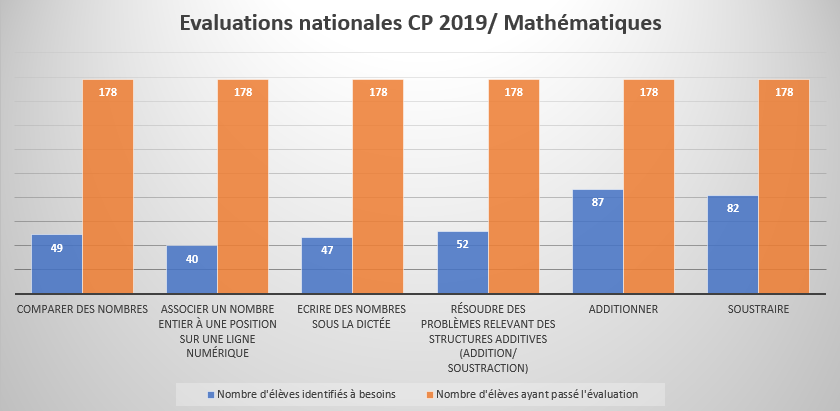 Evaluations nationales CP 2019/ Mathématiques
178 178 178 178 178 178
49 40 47 52 87 82
COMPARER DES NOMBRES
ASSOCIER UN NOMBRE
ENTIER À UNE POSITION
SUR UNE LIGNE
NUMÉRIQUE
ECRIRE DES NOMBRES
SOUS LA DICTÉE
RÉSOUDRE DES
PROBLÈMES RELEVANT DES
STRUCTURES ADDITIVES
(ADDITION/
SOUSTRACTION)
ADDITIONNER
SOUSTRAIRE
Nombre d'élèves identifiés à besoins
Nombre d'élèves ayant passé l'évaluation